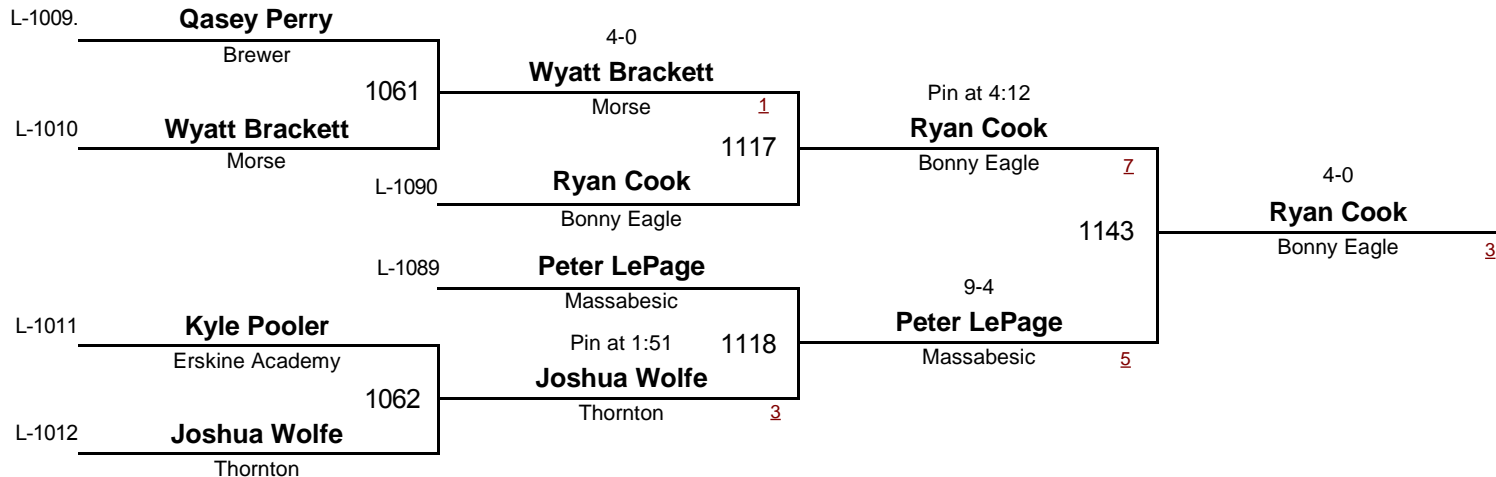 L-1009.
Qasey Perry
Brewer
1061
L-1010
Wyatt Brackett
Morse
4-0
Wyatt Brackett
Morse
1
1117
L-1090
Ryan Cook
Bonny Eagle
Pin at 4:12
Ryan Cook
Bonny Eagle
7
1143
4-0
Ryan Cook
Bonny Eagle
3
L-1089
Peter LePage
Massabesic
L-1011
Kyle Pooler
Erskine Academy
1062
L-1012
Joshua Wolfe
Thornton
Pin at 1:51
1118
Joshua Wolfe
Thornton
3
9-4
Peter LePage
Massabesic
5